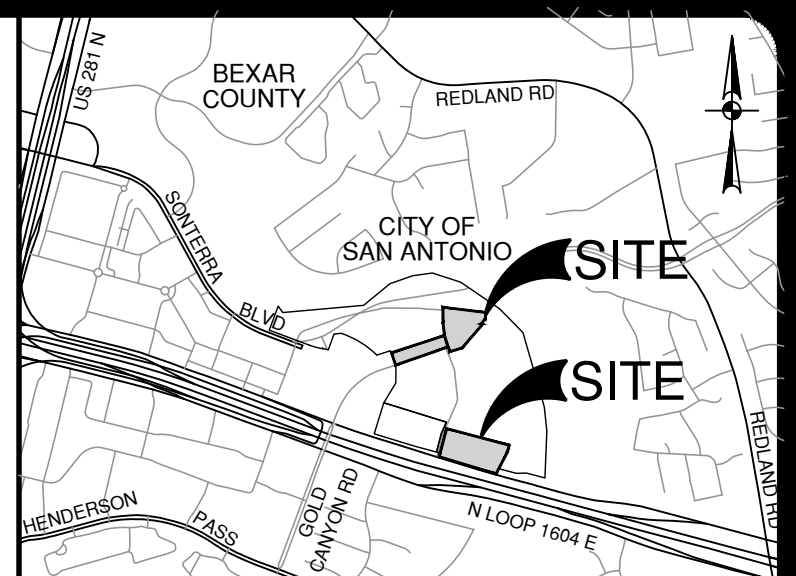 US 281 N
BEXAR
COUNTY
REDLAND RD
SONTERRA
BLVD
CITY OF
SAN ANTONIO
SITE
SITE
REDLAND RD
HENDERSON
PASS
GOLD
CANYON RD
N LOOP 1604 E